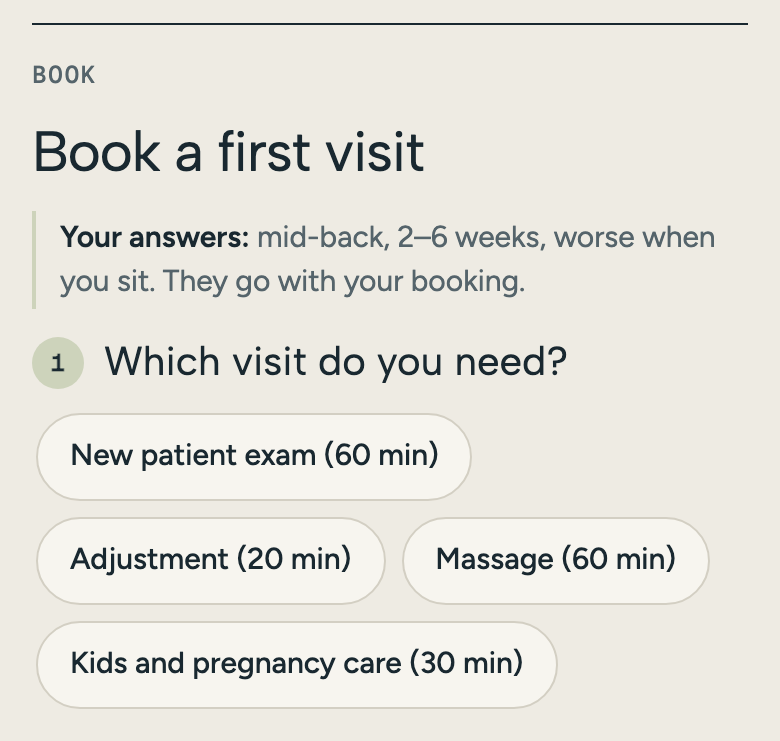 BOOK
Book a first visit
Your answers: mid-back, 2–6 weeks, worse when
you sit. They go with your booking.
1 Which visit do you need?
New patient exam (60 min)
Adjustment (20 min) Massage (60 min)
Kids and pregnancy care (30 min)